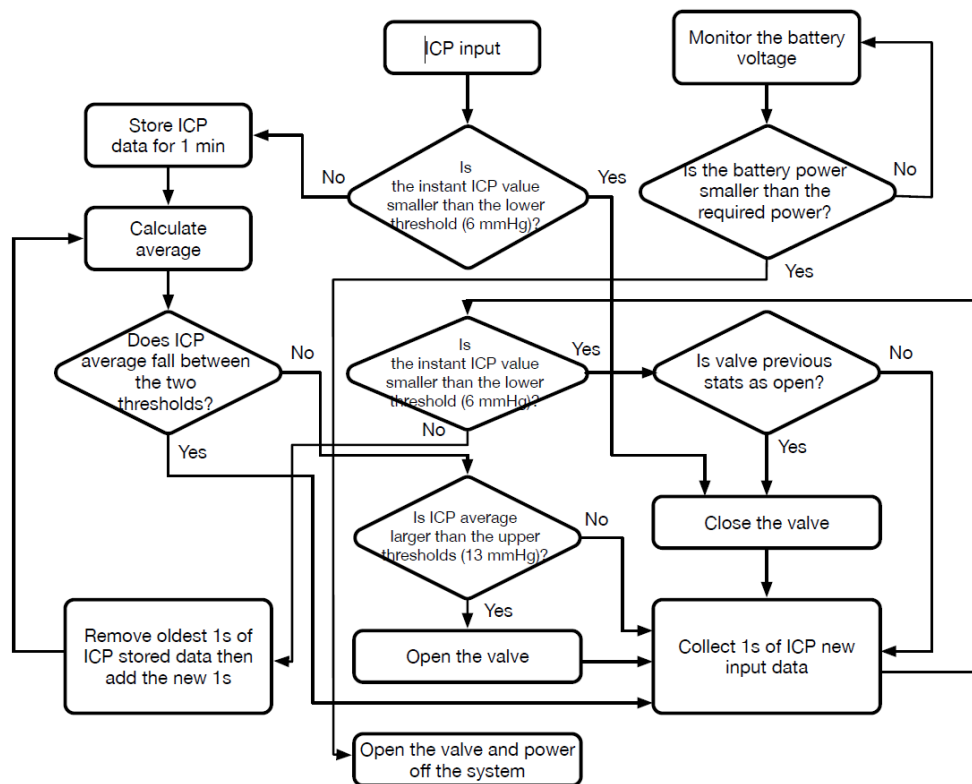 ICP input
Monitor the battery
voltage
Store ICP
data for 1 min
No
Is
the instant ICP value
smaller than the lower
threshold (6 mmHg)?
Yes
Is the battery power
smaller than the
required power?
No
Yes
Calculate
average
Does ICP
average fall between
the two
thresholds?
No
Yes
Is
the instant ICP value
smaller than the lower
threshold (6 mmHg)?
Yes
No
Is valve previous
stats as open?
No
Yes
Is ICP average
larger than the upper
thresholds (13 mmHg)?
No
Yes
Close the valve
Remove oldest 1s of
ICP stored data then
add the new 1s
Open the valve
Collect 1s of ICP new
input data
Open the valve and power
off the system